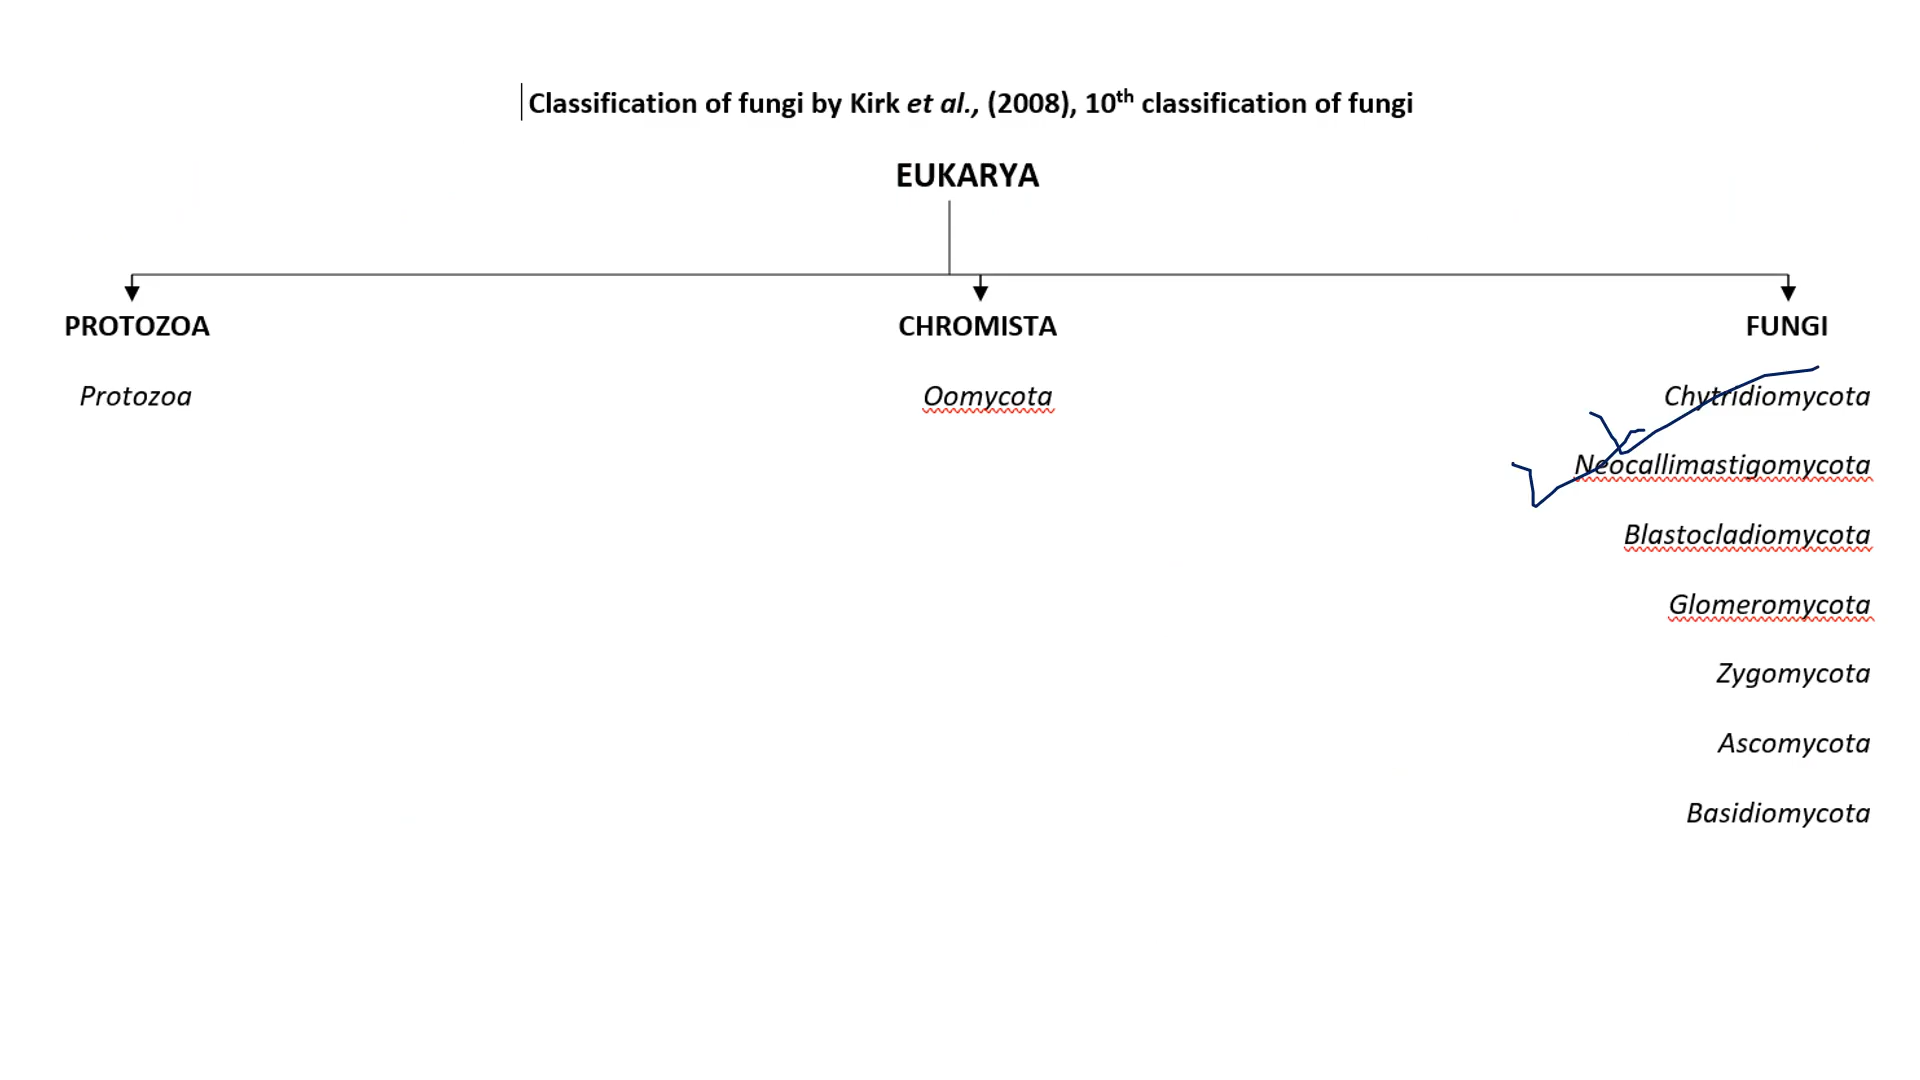 Classification of fungi by Kirk et al., (2008), 10th classification of fungi
EUKARYA
PROTOZOA CHROMISTA FUNGI
Protozoa Oomycota Chytridiomycota
Neocallimastigomycota
Blastocladiomycota
Glomeromycota
Zygomycota
Ascomycota
Basidiomycota